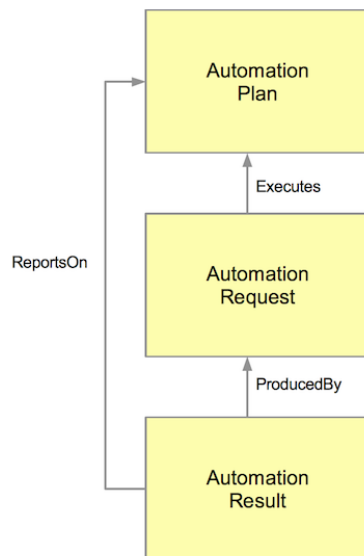 Automation
Plan
Executes
ReportsOn
Automation
Request
ProducedBy
Automation
Result